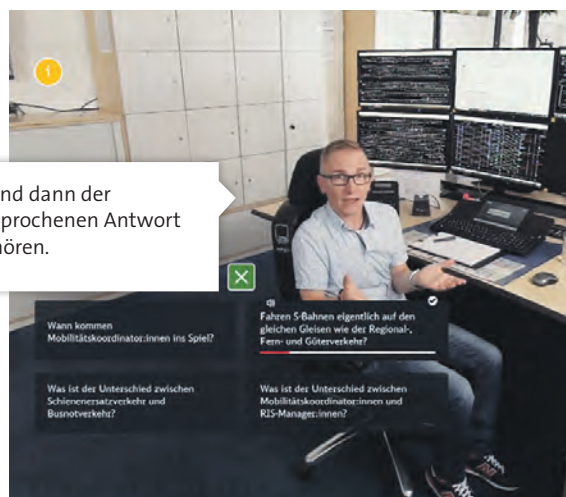 i
nd dann der
prochenen Antwort
ören.
Wann kommen
Mobilitätskoordinator:innen ins Spiel?
Fahren S-Bahnen eigentlich auf den
gleichen Gleisen wie der Regional-,
Fern- und Güterverkehr?
Was ist der Unterschied zwischen
Schienenersatzverkehr und
Busnotverkehr?
Was ist der Unterschied zwischen
Mobilitätskoordinator:innen und
RIS-Manager:innen?